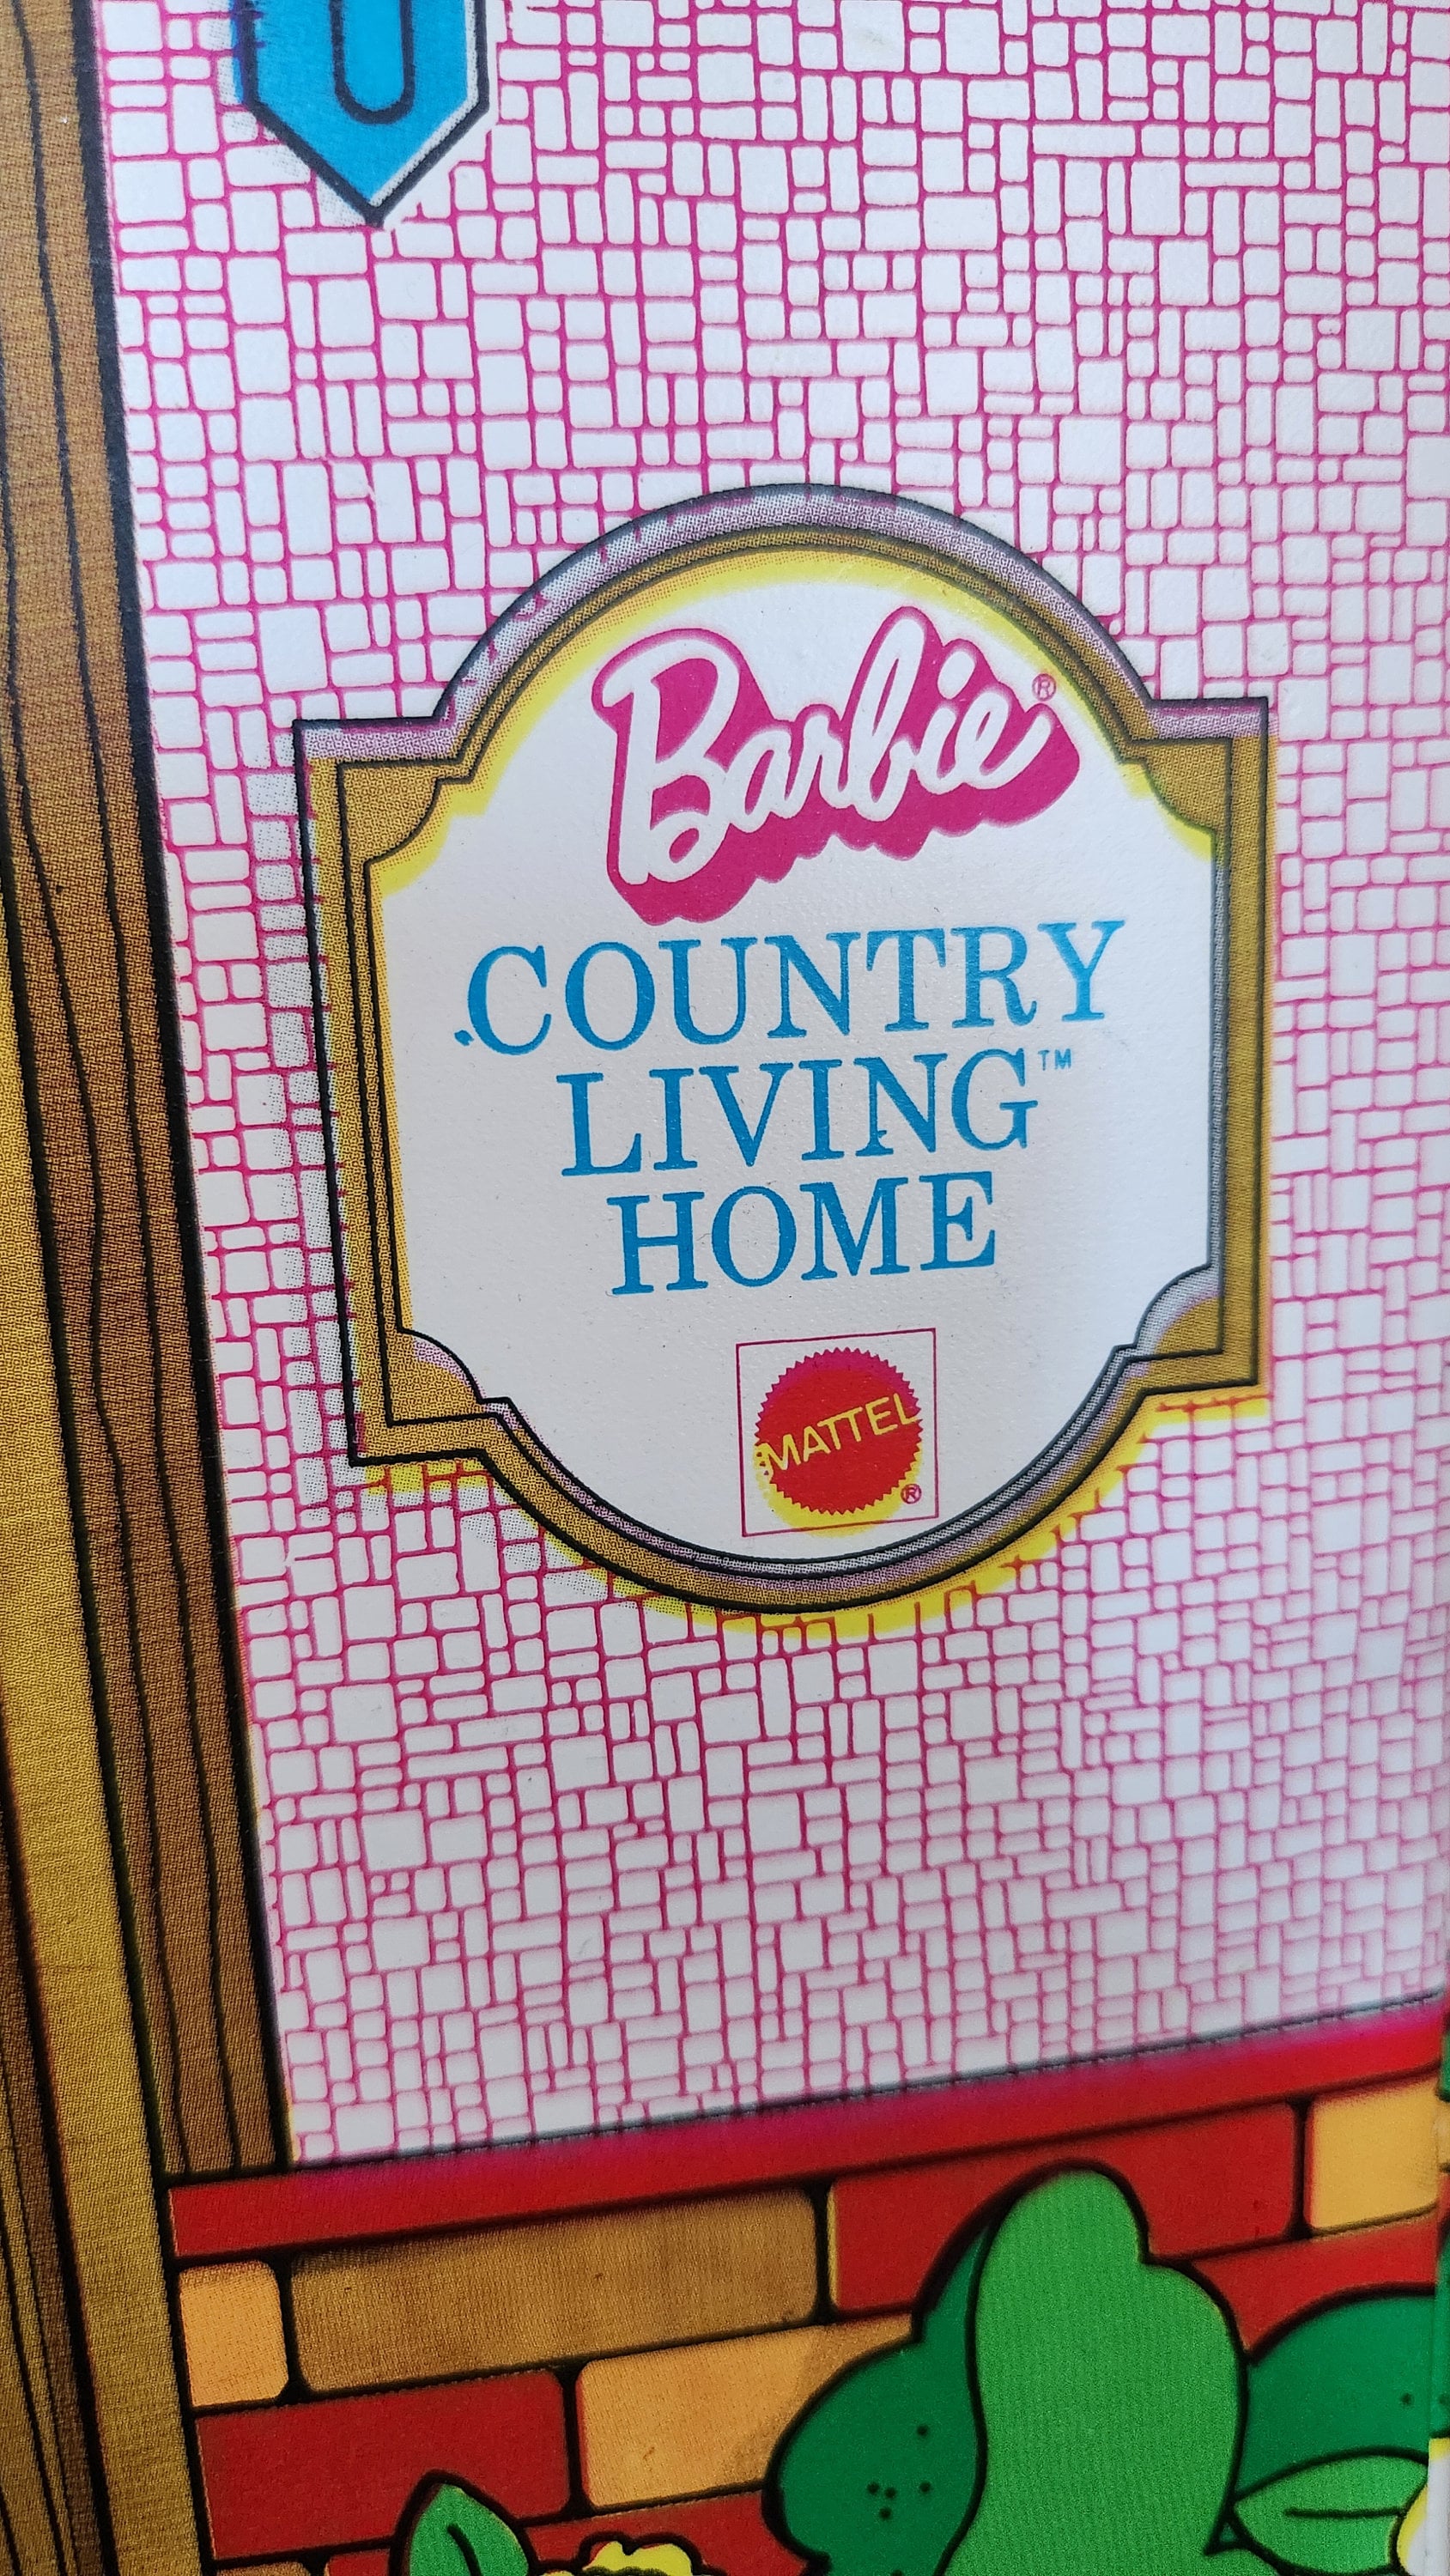 Barbie®
COUNTRY
LIVING™
HOME
MATTEL
®